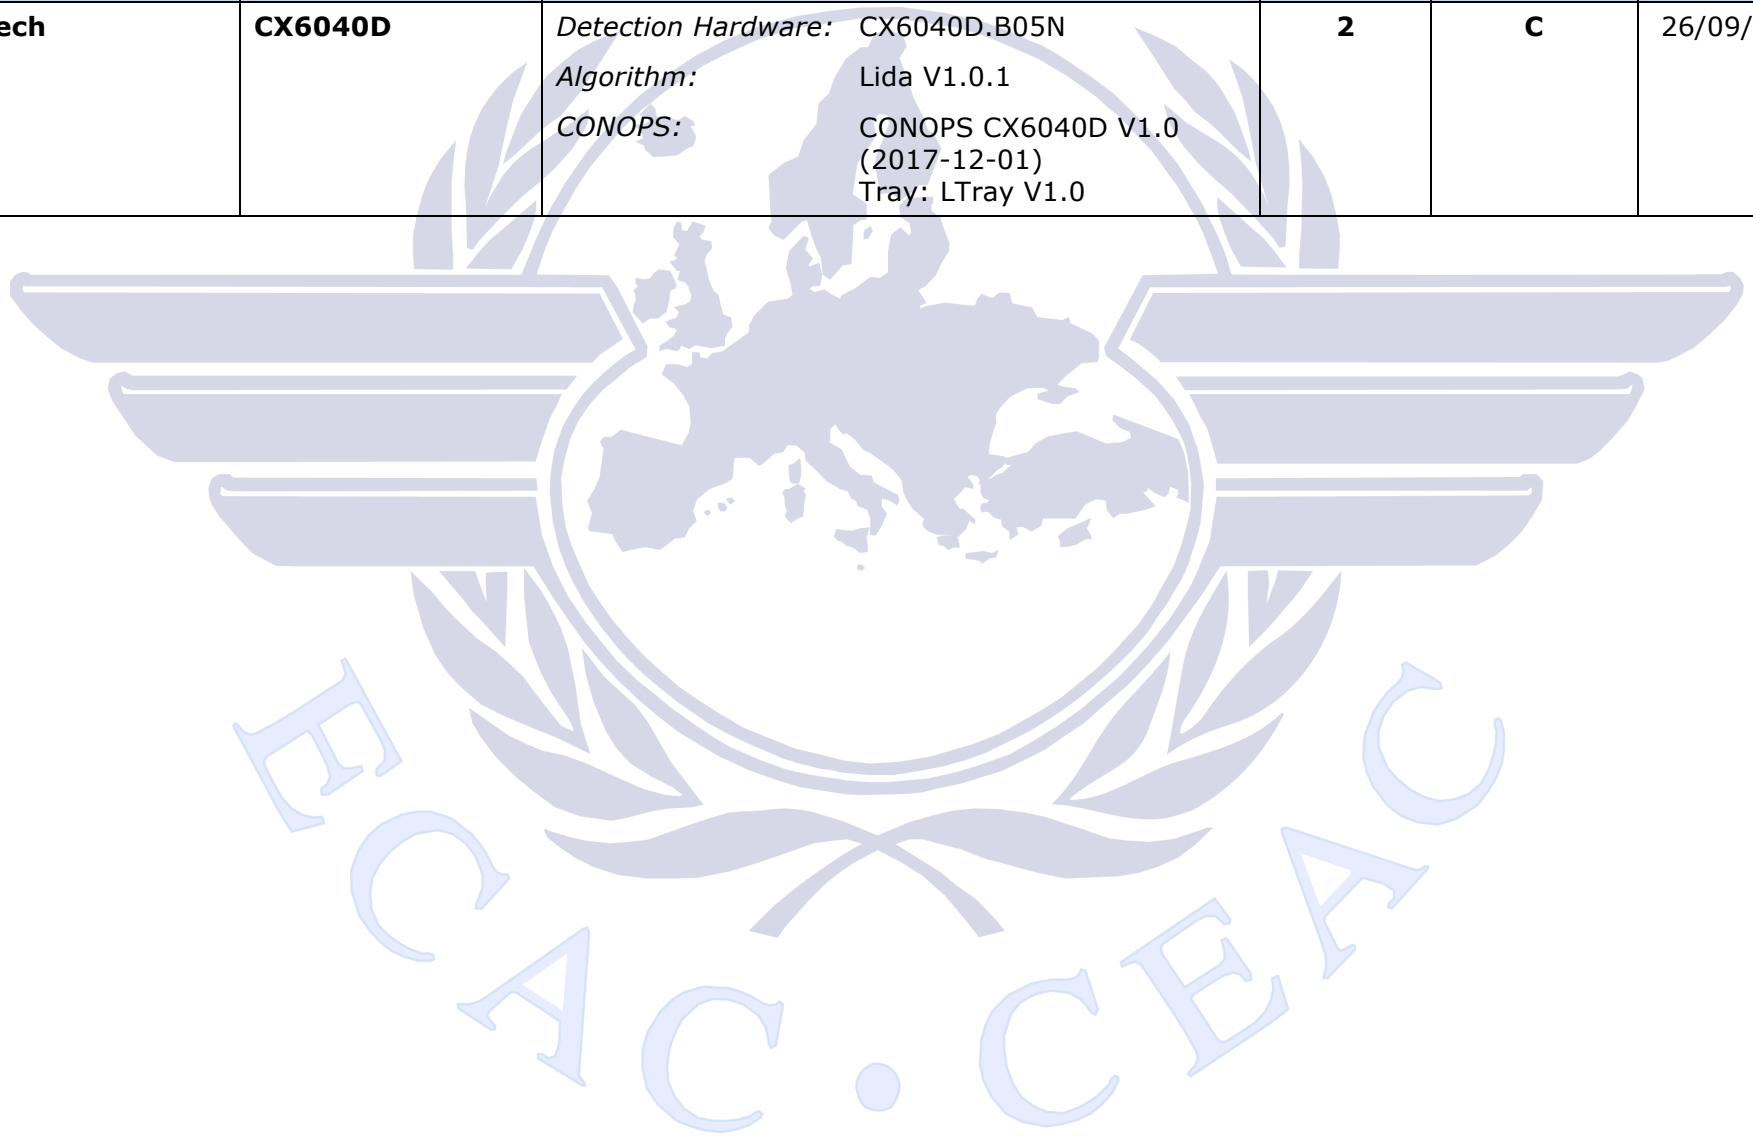 ech CX6040D Detection Hardware: CX6040D.B05N 2 C 26/09/
Algorithm: Lida V1.0.1
CONOPS: CONOPS CX6040D V1.0
(2017-12-01)
Tray: LTray V1.0
ECAC • CEAC